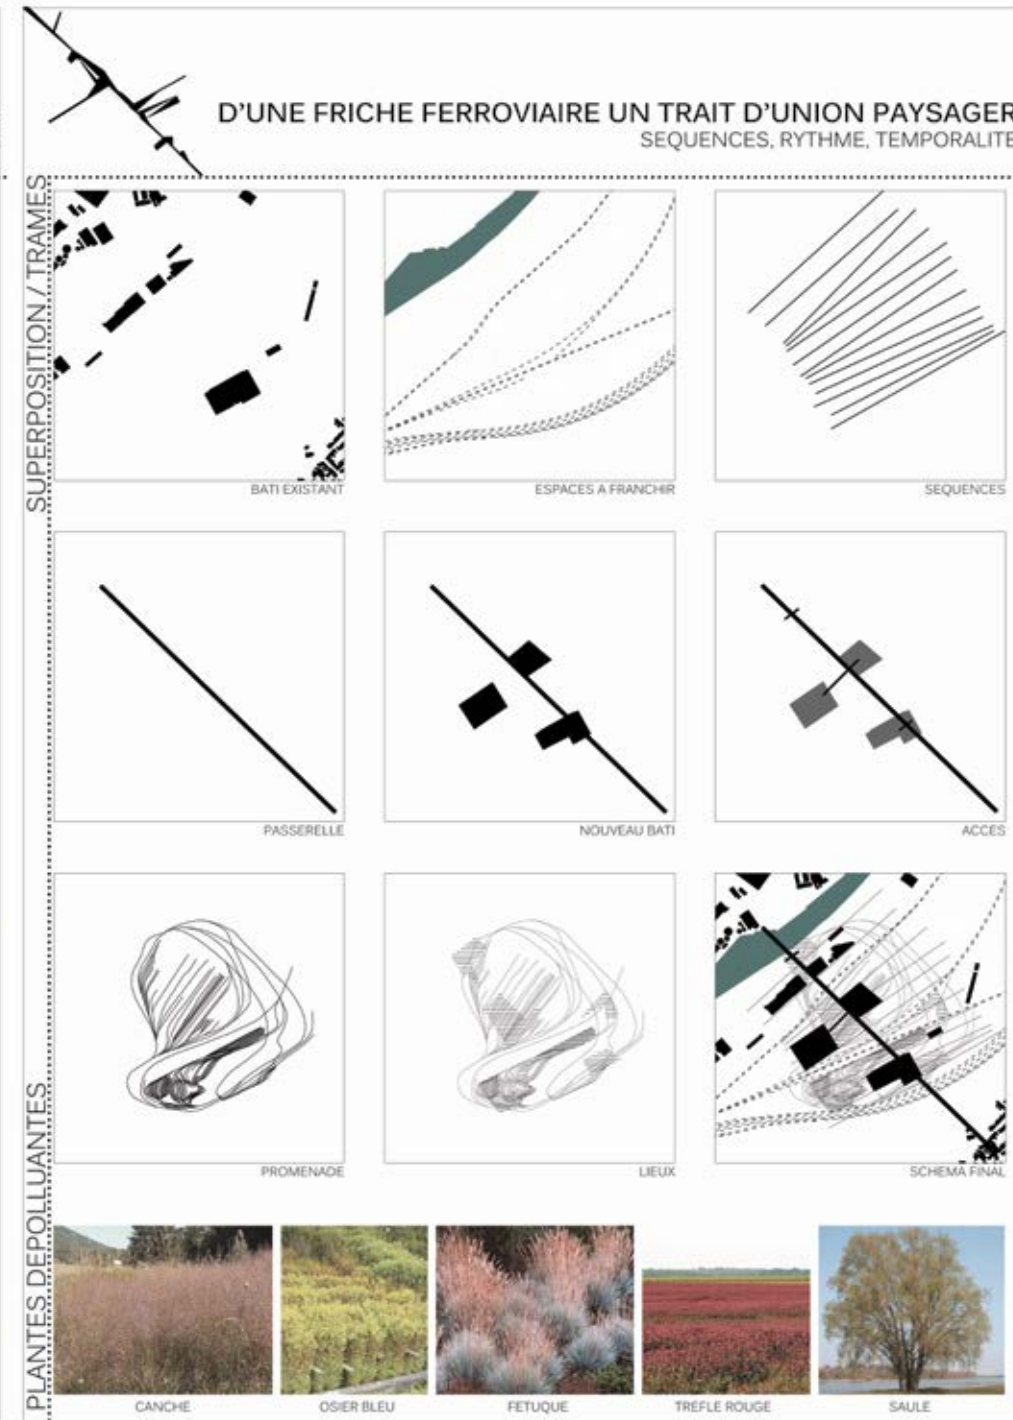 D'UNE FRICHE FERROVIAIRE UN TRAIT D'UNION PAYSAGER
SEQUENCES, RYTHME, TEMPORALITE
SUPERPOSITION / TRAMES
BATI EXISTANT
ESPACES A FRANCHIR
SEQUENCES
PASSERELLE
NOUVEAU BATI
ACCES
PROMENADE
LIEUX
SCHEMA FINAL
PLANTES DEPOLLUANTES
CANCHE
OSIER BLEU
FETUQUE
TREFLE ROUGE
SAULE